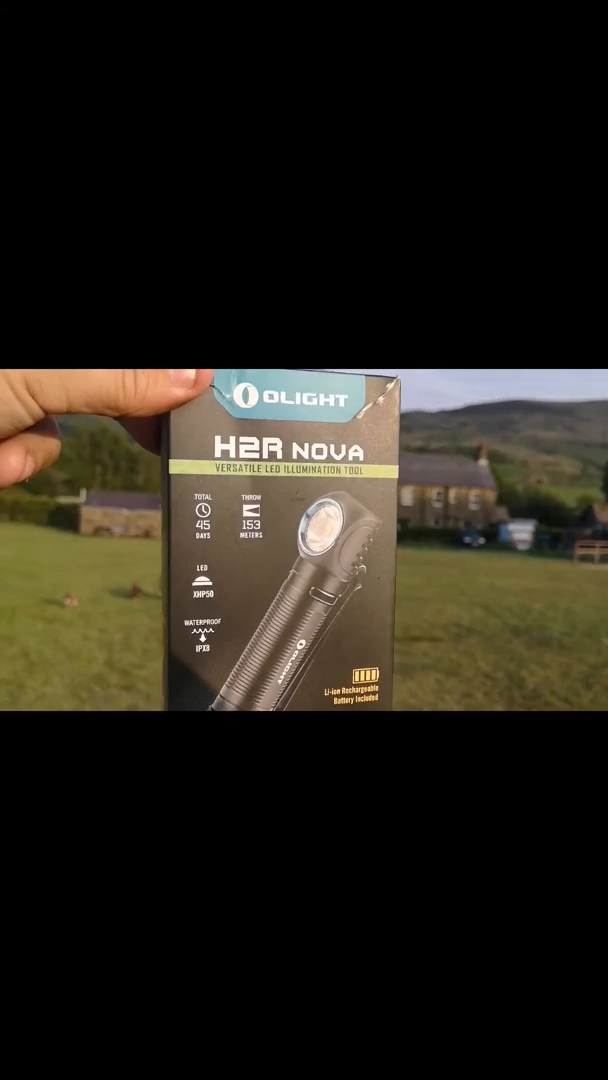 OLIGHT
H2R NOVA
VERSATILE LED ILLUMINATION TOOL
TOTAL
45
DAYS
THROW
153
METERS
LED
XHP50
WATERPROOF
IPX8
OLIGHT
Li-ion Rechargeable
Battery Included